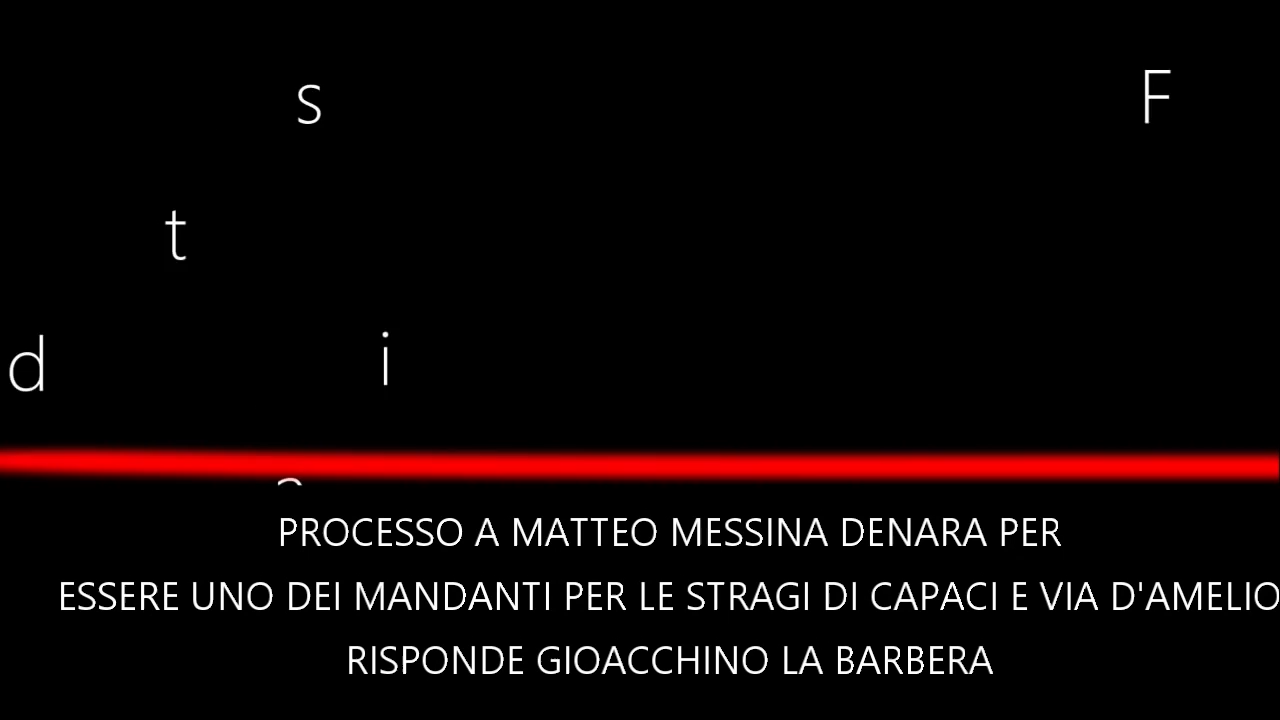 s F
t
d i
PROCESSO A MATTEO MESSINA DENARA PER
ESSERE UNO DEI MANDANTI PER LE STRAGI DI CAPACI E VIA D'AMELIO
RISPONDE GIOACCHINO LA BARBERA